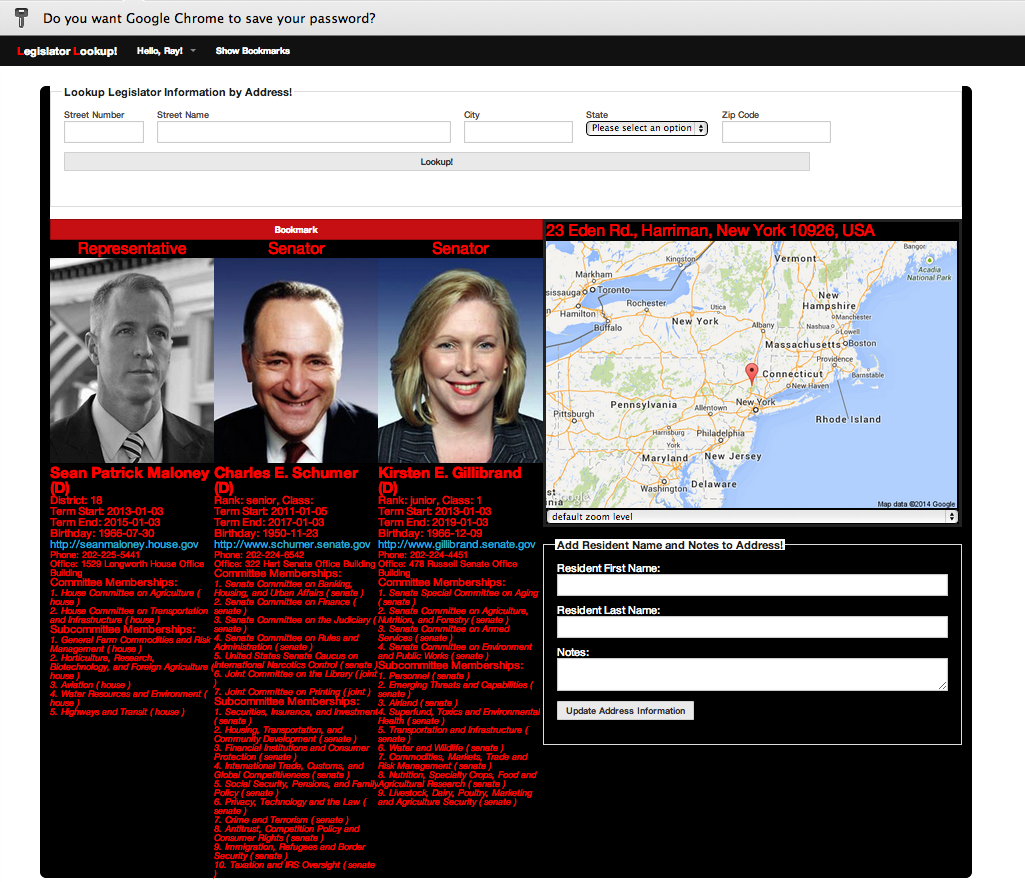 Do you want Google Chrome to save your password?
Legislator Lookup! Hello, Ray! Show Bookmarks
Lookup Legislator Information by Address!
Street Number Street Name City State Zip Code
Please select an option
Lookup!
Bookmark
Representative
Sean Patrick Maloney
(D)
District: 18
Term Start: 2013-01-03
Term End: 2015-01-03
Birthday: 1966-07-30
http://seanmaloney.house.gov
Phone: 202-225-5441
Office: 1529 Longworth House Office
Building
Committee Memberships:
1. House Committee on Agriculture (
house )
2. House Committee on Transportation
and Infrastructure ( house )
Subcommittee Memberships:
1. General Farm Commodities and Risk
Management ( house )
2. Horticulture, Research,
Biotechnology, and Foreign Agriculture (
house )
3. Aviation ( house )
4. Water Resources and Environment (
house )
5. Highways and Transit ( house )
Senator
Charles E. Schumer
(D)
Rank: senior, Class:
Term Start: 2011-01-05
Term End: 2017-01-03
Birthday: 1950-11-23
http://www.schumer.senate.gov
Phone: 202-224-6542
Office: 322 Hart Senate Office Building
Committee Memberships:
1. Senate Committee on Banking,
Housing, and Urban Affairs ( senate )
2. Senate Committee on Finance (
senate )
3. Senate Committee on the Judiciary (
senate )
4. Senate Committee on Rules and
Administration ( senate )
5. United States Senate Caucus on
International Narcotics Control ( senate )
6. Joint Committee on the Library ( joint
)
7. Joint Committee on Printing ( joint )
Subcommittee Memberships:
1. Securities, Insurance, and Investment
( senate )
2. Housing, Transportation, and
Community Development ( senate )
3. Financial Institutions and Consumer
Protection ( senate )
4. International Trade, Customs, and
Global Competitiveness ( senate )
5. Social Security, Pensions, and Family
Policy ( senate )
6. Privacy, Technology and the Law (
senate )
7. Crime and Terrorism ( senate )
8. Antitrust, Competition Policy and
Consumer Rights ( senate )
9. Immigration, Refugees and Border
Security ( senate )
10. Taxation and IRS Oversight ( senate
)
Senator
Kirsten E. Gillibrand
(D)
Rank: junior, Class: 1
Term Start: 2013-01-03
Term End: 2019-01-03
Birthday: 1966-12-09
http://www.gillibrand.senate.gov
Phone: 202-224-4451
Office: 478 Russell Senate Office
Building
Committee Memberships:
1. Senate Special Committee on Aging
( senate )
2. Senate Committee on Agriculture,
Nutrition, and Forestry ( senate )
3. Senate Committee on Armed
Services ( senate )
4. Senate Committee on Environment
and Public Works ( senate )
Subcommittee Memberships:
1. Personnel ( senate )
2. Emerging Threats and Capabilities (
senate )
3. Airland ( senate )
4. Superfund, Toxics and Environmental
Health ( senate )
5. Transportation and Infrastructure (
senate )
6. Water and Wildlife ( senate )
7. Commodities, Markets, Trade and
Risk Management ( senate )
8. Nutrition, Specialty Crops, Food and
Agricultural Research ( senate )
9. Livestock, Dairy, Poultry, Marketing
and Agriculture Security ( senate )
23 Eden Rd., Harriman, New York 10926, USA
Bangor
Kingston
Vermont
Acadia
National Park
Markham
ssissauga Toronto
Rochester
New
Hampshire
Hamilton
Utica
Manchester
Buffalo
New York
Albany
Nashua
Lowell
Massachusetts
Boston
Providence
Connecticut
Barnstable
New Haven
Pennsylvania
Allentown
New York
Pittsburgh
Rhode Island
Harrisburg
Philadelphia
York
Maryland
New Jersey
Washington
Delaware
st
nia
Google
Map data ©2014 Google
default zoom level
Add Resident Name and Notes to Address!
Resident First Name:
Resident Last Name:
Notes:
Update Address Information